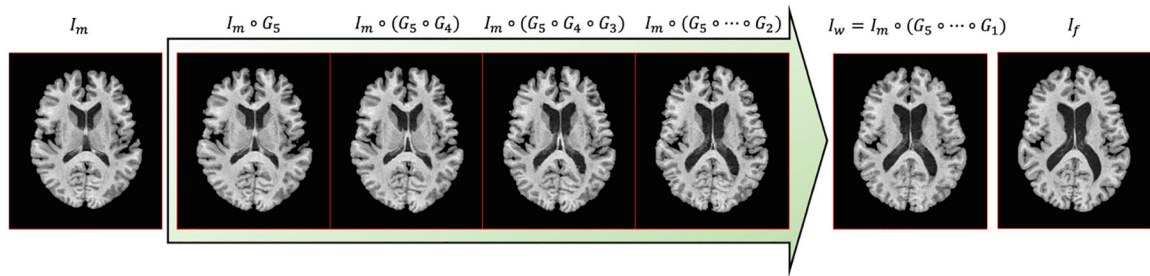 I_m
I_m ∘ G_5
I_m ∘ (G_5 ∘ G_4)
I_m ∘ (G_5 ∘ G_4 ∘ G_3)
I_m ∘ (G_5 ∘ ⋯ ∘ G_2)
I_w = I_m ∘ (G_5 ∘ ⋯ ∘ G_1)
I_f